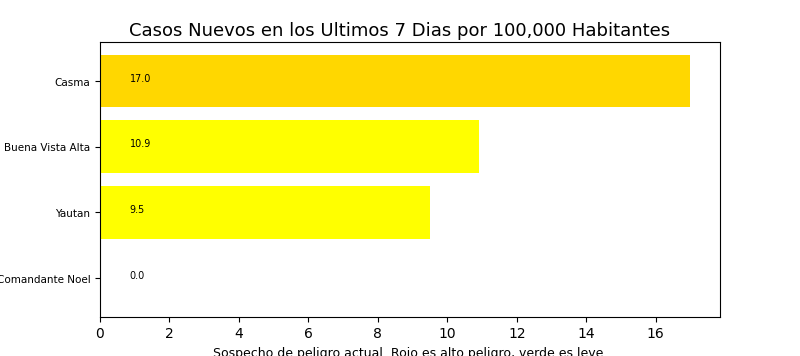 Casos Nuevos en los Ultimos 7 Dias por 100,000 Habitantes
Casma 17.0
Buena Vista Alta 10.9
Yautan 9.5
Comandante Noel 0.0
0 2 4 6 8 10 12 14 16
Sospecho de peligro actual. Rojo es alto peligro, verde es leve